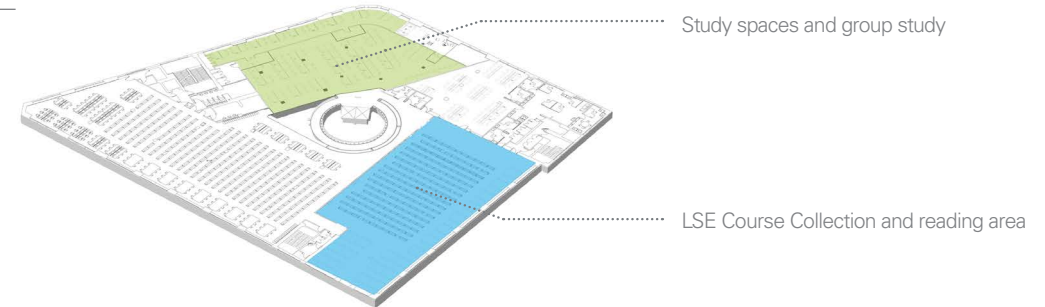 Study spaces and group study
LSE Course Collection and reading area